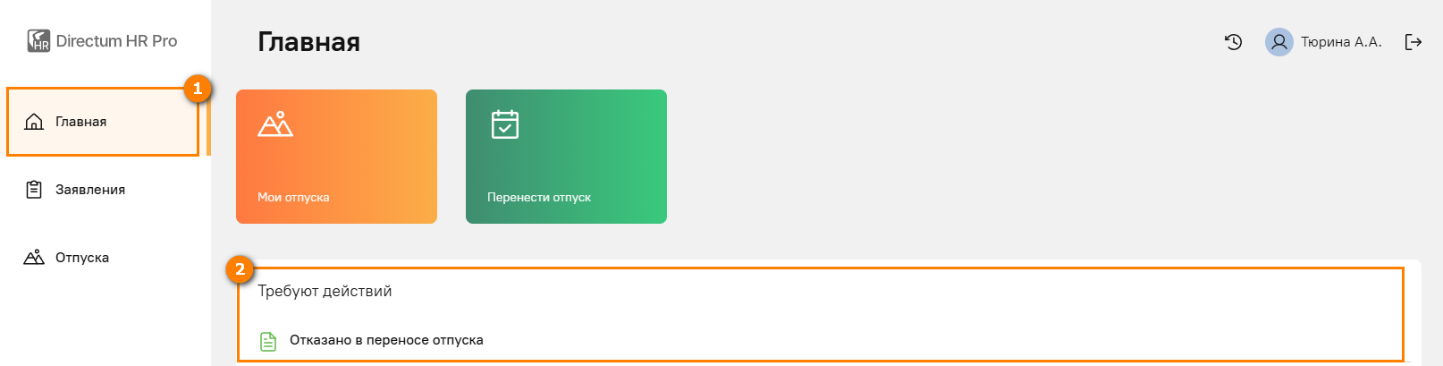 HR Directum HR Pro
Главная
Тюрина А.А.
1
Главная
Заявления
Отпуска
Мои отпуска
Перенести отпуск
2
Требуют действий
Отказано в переносе отпуска